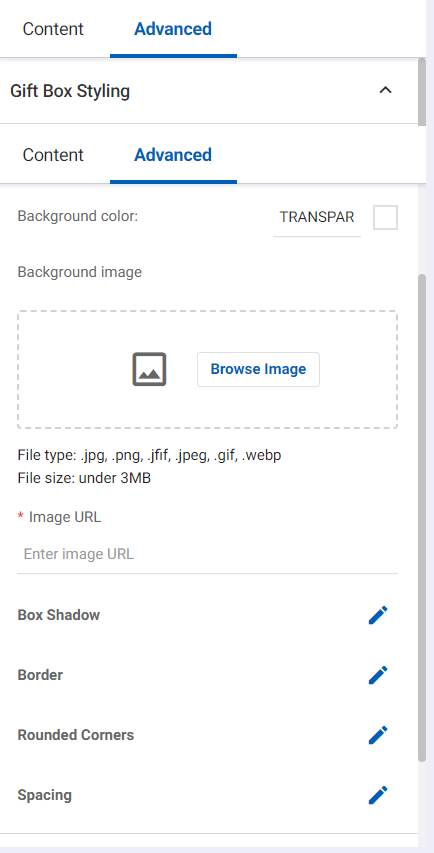 Content Advanced
Gift Box Styling
Content Advanced
Background color: TRANSPAR
Background image
Browse Image
File type: .jpg, .png, .jfif, .jpeg, .gif, .webp
File size: under 3MB
* Image URL
Enter image URL
Box Shadow
Border
Rounded Corners
Spacing